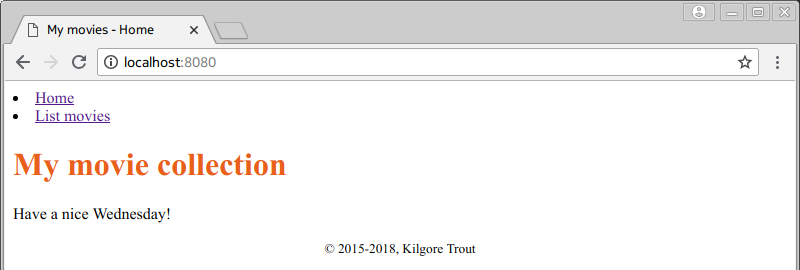 My movies - Home
localhost:8080
Home
List movies
My movie collection
Have a nice Wednesday!
© 2015-2018, Kilgore Trout